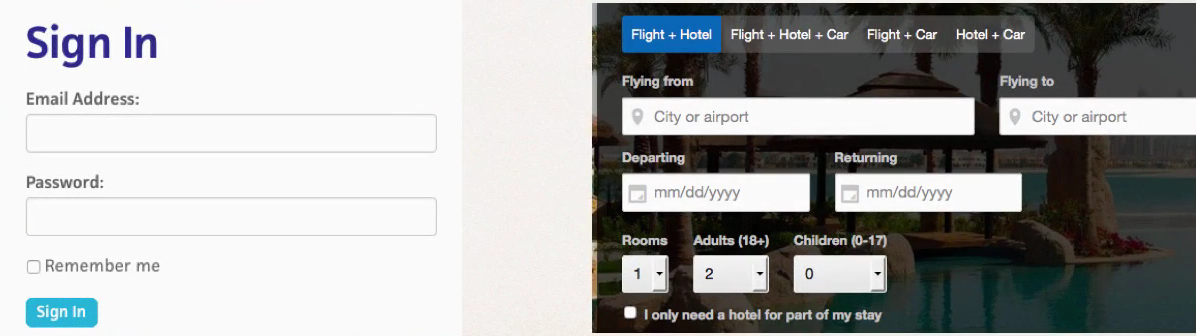 Sign In
Email Address:
Password:
Remember me
Sign In
Flight + Hotel Flight + Hotel + Car Flight + Car Hotel + Car
Flying from Flying to
City or airport City or airport
Departing Returning
mm/dd/yyyy mm/dd/yyyy
Rooms Adults (18+) Children (0-17)
1 2 0
I only need a hotel for part of my stay